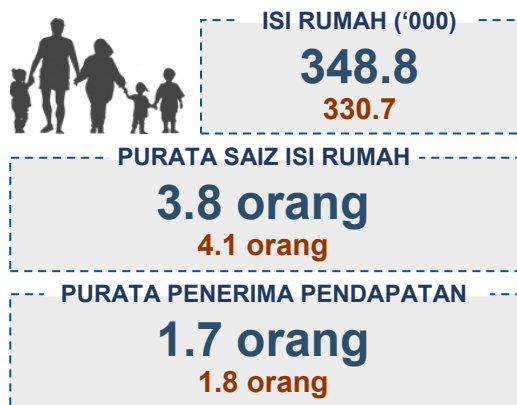 ISI RUMAH (‘000)
348.8
330.7
PURATA SAIZ ISI RUMAH
3.8 orang
4.1 orang
PURATA PENERIMA PENDAPATAN
1.7 orang
1.8 orang